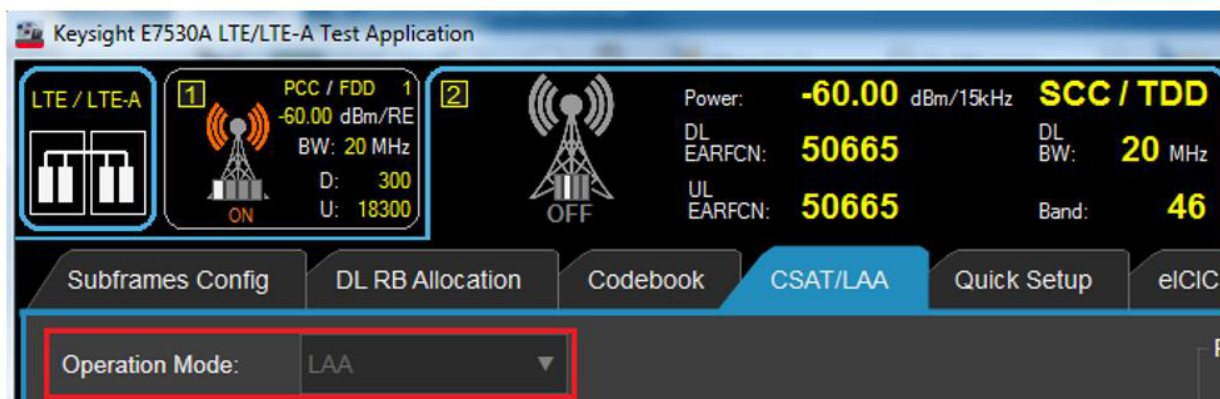 Keysight E7530A LTE/LTE-A Test Application
LTE / LTE-A
1
PCC / FDD 1
-60.00 dBm/RE
BW: 20 MHz
D: 300
U: 18300
ON
2
OFF
Power: -60.00 dBm/15kHz SCC / TDD
DL EARFCN: 50665 DL BW: 20 MHz
UL EARFCN: 50665 Band: 46
Subframes Config DL RB Allocation Codebook CSAT/LAA Quick Setup eICIC
Operation Mode: LAA